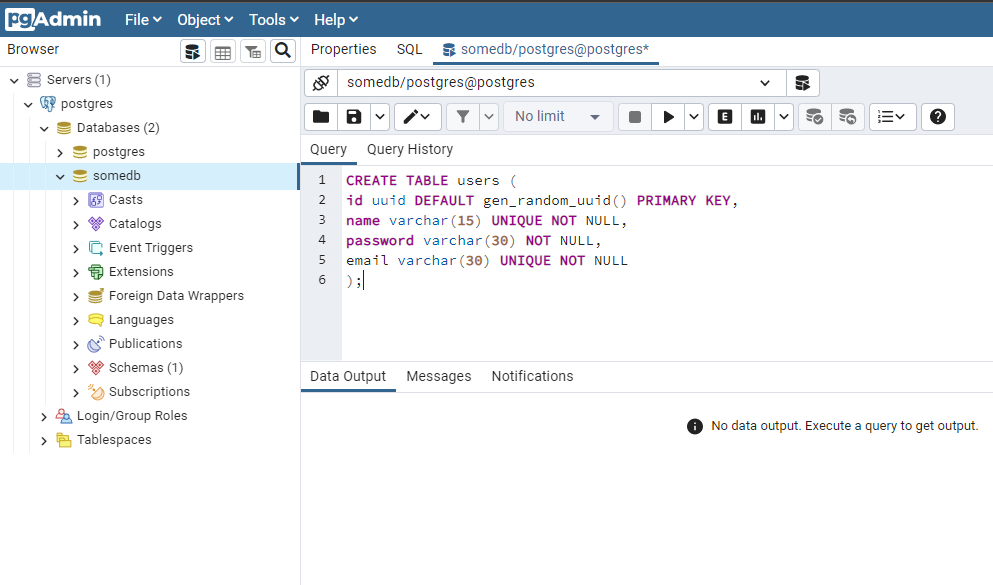 pgAdmin File Object Tools Help
Browser
Properties SQL somedb/postgres@postgres*
Servers (1)
postgres
Databases (2)
postgres
somedb
Casts
Catalogs
Event Triggers
Extensions
Foreign Data Wrappers
Languages
Publications
Schemas (1)
Subscriptions
Login/Group Roles
Tablespaces
somedb/postgres@postgres
No limit E
Query Query History
1 CREATE TABLE users (
2 id uuid DEFAULT gen_random_uuid() PRIMARY KEY,
3 name varchar(15) UNIQUE NOT NULL,
4 password varchar(30) NOT NULL,
5 email varchar(30) UNIQUE NOT NULL
6 );
Data Output Messages Notifications
No data output. Execute a query to get output.